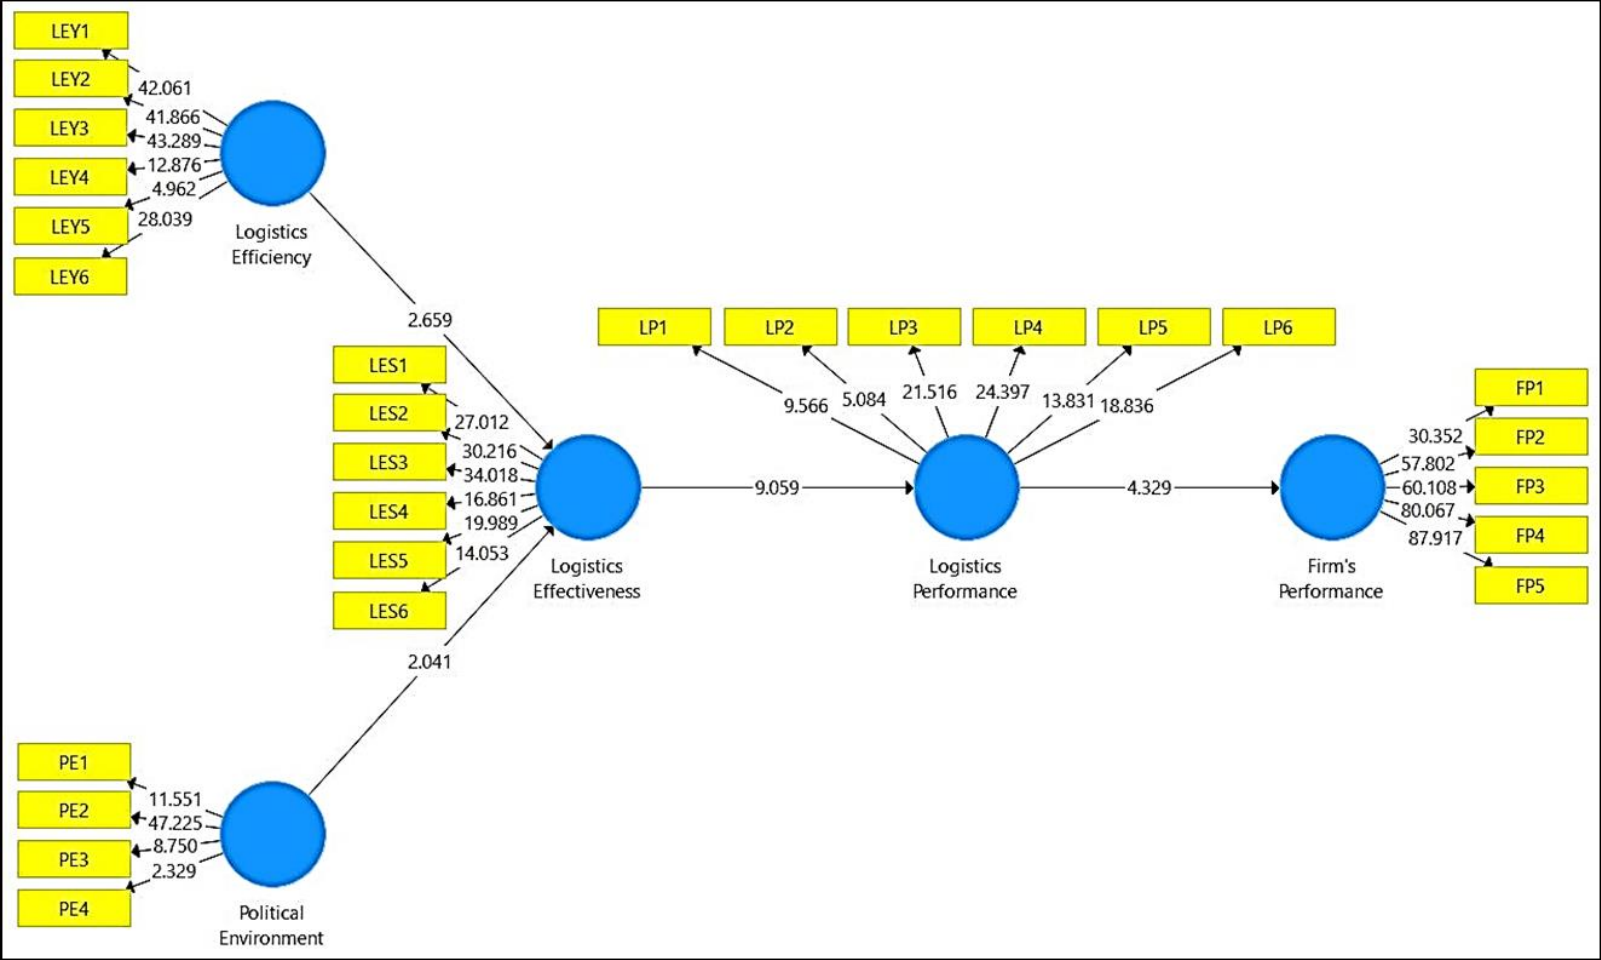 LEY1
LEY2
LEY3
LEY4
LEY5
LEY6
42.061
41.866
43.289
12.876
4.962
28.039
Logistics
Efficiency
2.659
LES1
LES2
LES3
LES4
LES5
LES6
27.012
30.216
34.018
16.861
19.989
14.053
Logistics
Effectiveness
2.041
PE1
PE2
PE3
PE4
11.551
47.225
8.750
2.329
Political
Environment
9.059
LP1
LP2
LP3
LP4
LP5
LP6
9.566
5.084
21.516
24.397
13.831
18.836
Logistics
Performance
4.329
Firm's
Performance
30.352
57.802
60.108
80.067
87.917
FP1
FP2
FP3
FP4
FP5